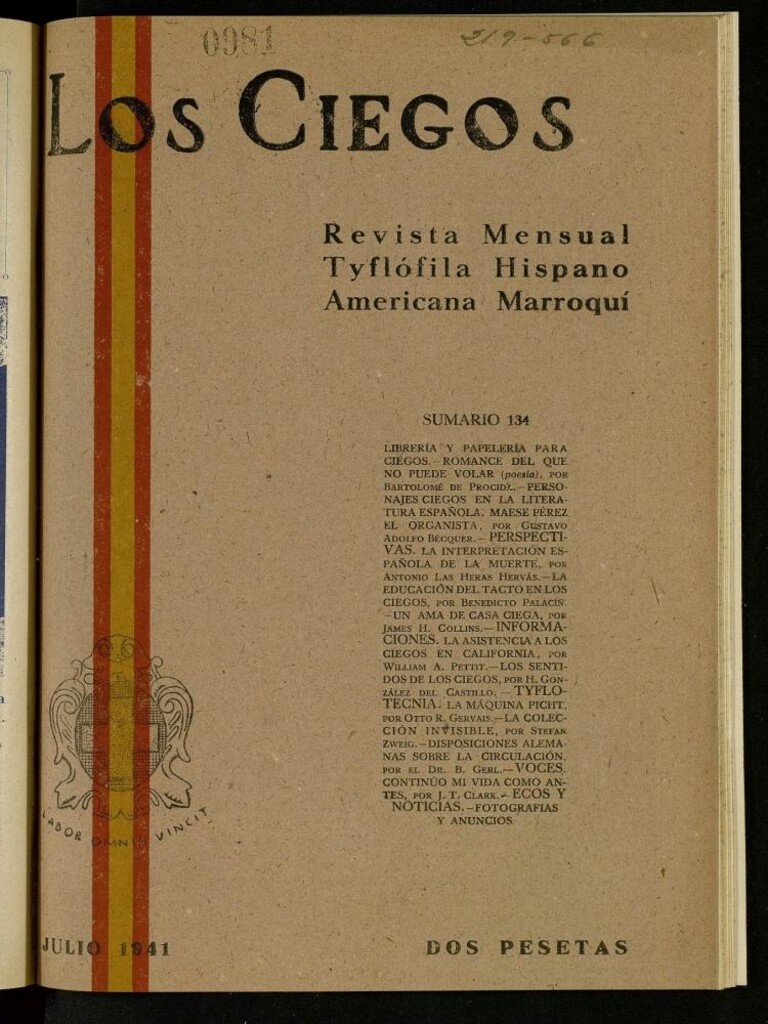 0981
219-566
LOS CIEGOS
Revista Mensual
Tyflófila Hispano
Americana Marroquí
SUMARIO 134
LIBRERÍA Y PAPELERÍA PARA
CIEGOS.—ROMANCE DEL QUE
NO PUEDE VOLAR (poesía), POR
BARTOLOMÉ DE PROCIDA.—PERSO-
NAJES CIEGOS EN LA LITERA-
TURA ESPAÑOLA. MAESE PÉREZ
EL ORGANISTA, POR GUSTAVO
ADOLFO BÉCQUER.—PERSPECTI-
VAS. LA INTERPRETACIÓN ES-
PAÑOLA DE LA MUERTE, POR
ANTONIO LAS HERAS HERVÁS.—LA
EDUCACIÓN DEL TACTO EN LOS
CIEGOS, POR BENEDICTO PALACÍN.
—UN AMA DE CASA CIEGA, POR
JAMES H. COLLINS.—INFORMA-
CIONES. LA ASISTENCIA A LOS
CIEGOS EN CALIFORNIA, POR
WILLIAM A. PETTIT.—LOS SENTI-
DOS DE LOS CIEGOS, POR H. GON-
ZÁLEZ DEL CASTILLO.—TYFLO-
TECNIA. LA MÁQUINA PICHT,
POR OTTO R. GERVAIS.—LA COLEC-
CIÓN INVISIBLE, POR STEFAN
ZWEIG.—DISPOSICIONES ALEMA-
NAS SOBRE LA CIRCULACIÓN,
POR EL DR. B. GERL.—VOCES.
CONTINÚO MI VIDA COMO AN-
TES, POR J. T. CLARK.—ECOS Y
NOTICIAS.—FOTOGRAFIAS
Y ANUNCIOS
LABOR OMNIA VINCIT
JULIO 1941
DOS PESETAS